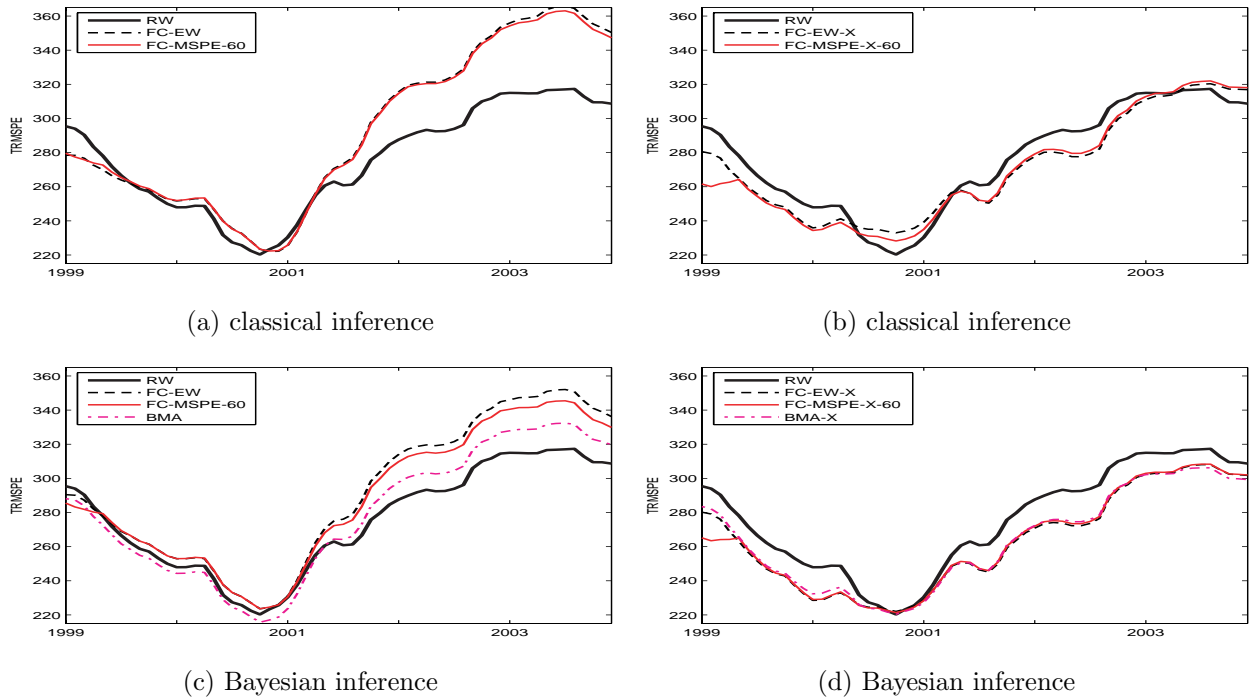 RW
FC-EW
FC-MSPE-60
TRMSPE
360
340
320
300
280
260
240
220
1999
2001
2003
(a) classical inference
RW
FC-EW-X
FC-MSPE-X-60
TRMSPE
360
340
320
300
280
260
240
220
1999
2001
2003
(b) classical inference
RW
FC-EW
FC-MSPE-60
BMA
TRMSPE
360
340
320
300
280
260
240
220
1999
2001
2003
(c) Bayesian inference
RW
FC-EW-X
FC-MSPE-X-60
BMA-X
TRMSPE
360
340
320
300
280
260
240
220
1999
2001
2003
(d) Bayesian inference